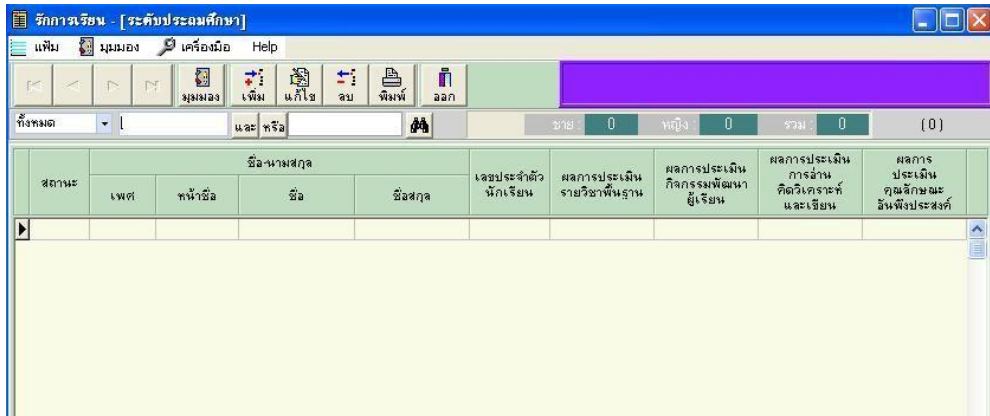 รักการเรียน - [ระดับประถมศึกษา]
แฟ้ม มุมมอง เครื่องมือ Help
มุมมอง เพิ่ม แก้ไข ลบ พิมพ์ ออก
ทั้งหมด และ หรือ ชาย : 0 หญิง : 0 รวม : 0 (0)
สถานะ
ชื่อ-นามสกุล
เพศ หน้าชื่อ ชื่อ ชื่อสกุล
เลขประจำตัว
นักเรียน
ผลการประเมิน
รายวิชาพื้นฐาน
ผลการประเมิน
กิจกรรมพัฒนา
ผู้เรียน
ผลการประเมิน
การอ่าน
คิดวิเคราะห์
และเขียน
ผลการ
ประเมิน
คุณลักษณะ
อันพึงประสงค์